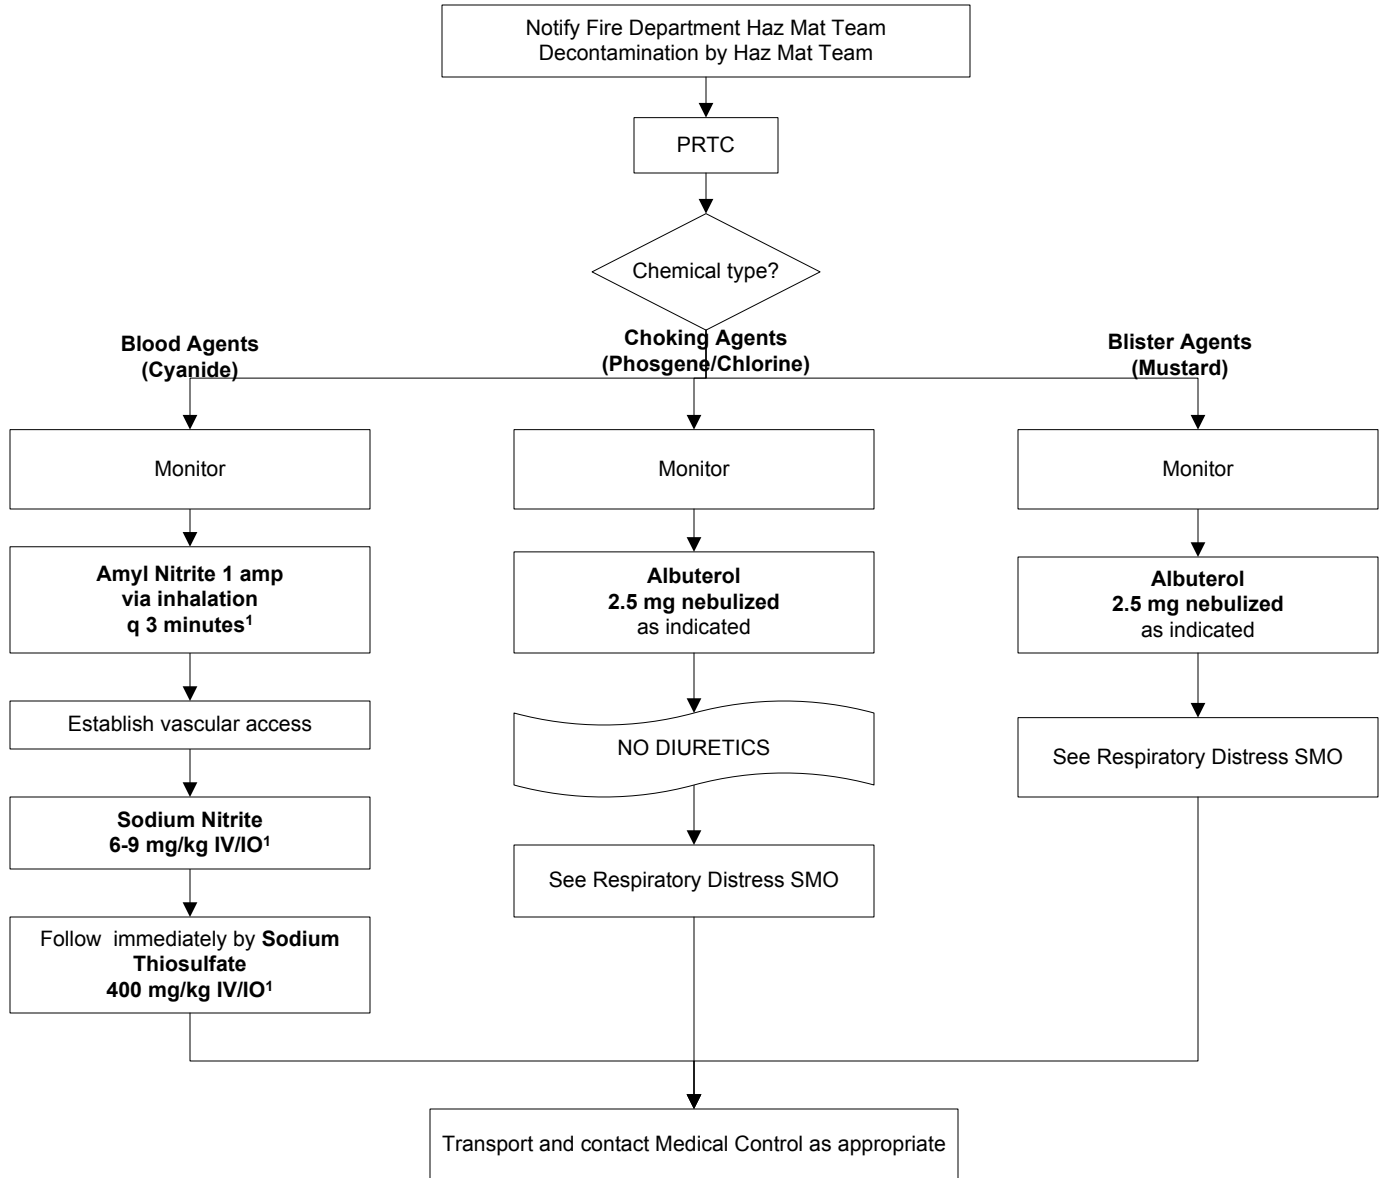 Notify Fire Department Haz Mat Team
Decontamination by Haz Mat Team
PRTC
Chemical type?
Blood Agents
(Cyanide)
Choking Agents
(Phosgene/Chlorine)
Blister Agents
(Mustard)
Monitor
Monitor
Monitor
Amyl Nitrite 1 amp
via inhalation
q 3 minutes¹
Albuterol
2.5 mg nebulized
as indicated
Albuterol
2.5 mg nebulized
as indicated
Establish vascular access
NO DIURETICS
See Respiratory Distress SMO
Sodium Nitrite
6-9 mg/kg IV/IO¹
See Respiratory Distress SMO
Follow immediately by Sodium
Thiosulfate
400 mg/kg IV/IO¹
Transport and contact Medical Control as appropriate